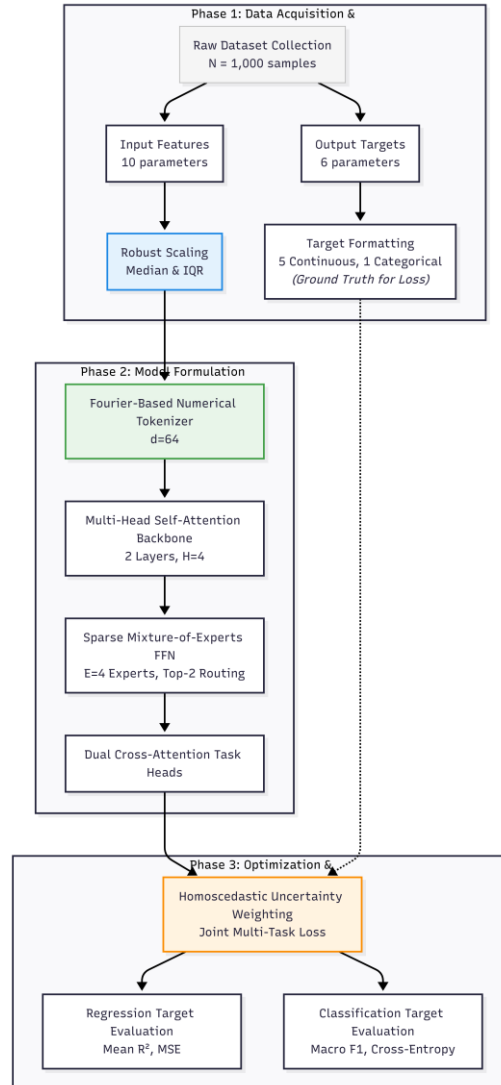 Phase 1: Data Acquisition &
Raw Dataset Collection
N = 1,000 samples
Input Features
10 parameters
Output Targets
6 parameters
Robust Scaling
Median & IQR
Target Formatting
5 Continuous, 1 Categorical
(Ground Truth for Loss)
Phase 2: Model Formulation
Fourier-Based Numerical
Tokenizer
d=64
Multi-Head Self-Attention
Backbone
2 Layers, H=4
Sparse Mixture-of-Experts
FFN
E=4 Experts, Top-2 Routing
Dual Cross-Attention Task
Heads
Phase 3: Optimization &
Homoscedastic Uncertainty
Weighting
Joint Multi-Task Loss
Regression Target
Evaluation
Mean R², MSE
Classification Target
Evaluation
Macro F1, Cross-Entropy